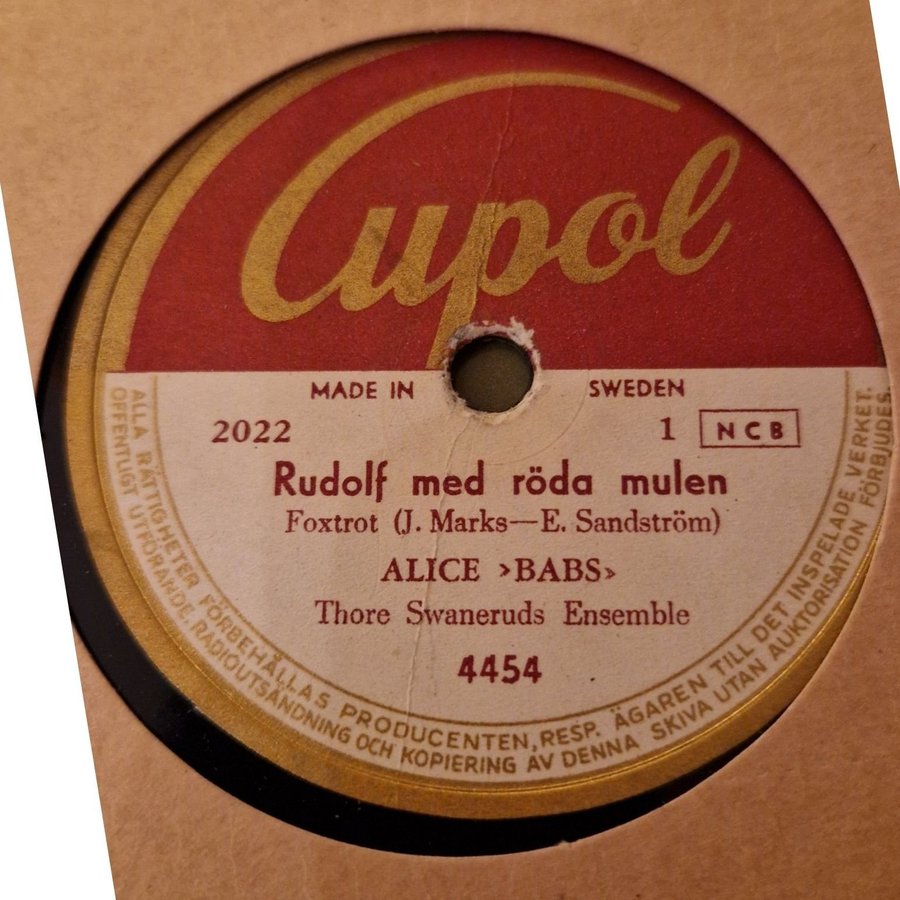 Cupol
MADE IN SWEDEN
2022 1 NCB
Rudolf med röda mulen
Foxtrot (J. Marks—E. Sandström)
ALICE ›BABS»
Thore Swaneruds Ensemble
4454
ALLA RÄTTIGHETER FÖRBEHÅLLAS PRODUCENTEN, RESP. ÄGAREN TILL DET INSPELADE VERKET.
OFFENTLIGT UTFÖRANDE, RADIOUTSÄNDNING OCH KOPIERING AV DENNA SKIVA UTAN AUKTORISATION FÖRBJUDES.